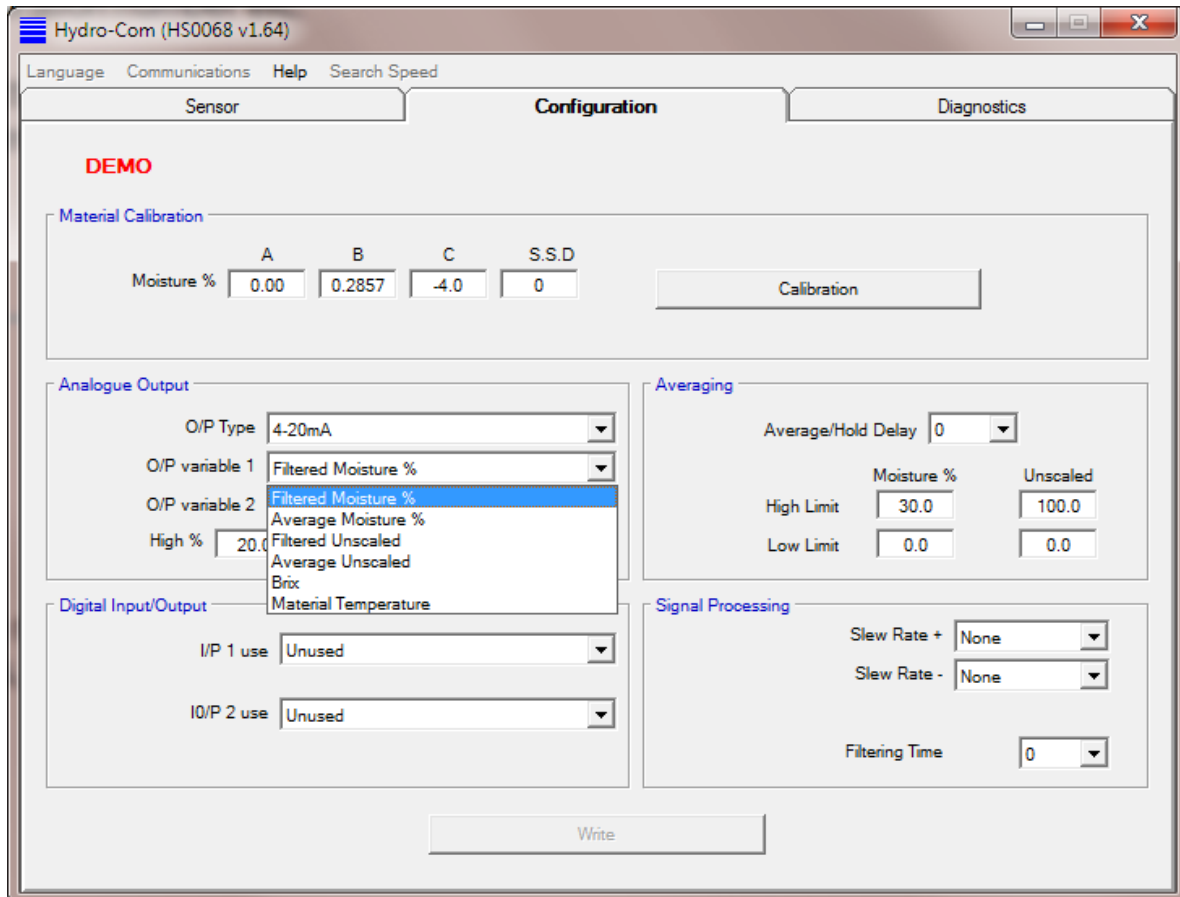 Hydro-Com (HS0068 v1.64)
Language Communications Help Search Speed
Sensor Configuration Diagnostics
DEMO
Material Calibration
A B C S.S.D
Moisture % 0.00 0.2857 -4.0 0 Calibration
Analogue Output
O/P Type 4-20mA
O/P variable 1 Filtered Moisture %
O/P variable 2
Filtered Moisture %
Average Moisture %
Filtered Unscaled
Average Unscaled
Brix
Material Temperature
High % 20.0
Averaging
Average/Hold Delay 0
Moisture % Unscaled
High Limit 30.0 100.0
Low Limit 0.0 0.0
Digital Input/Output
I/P 1 use Unused
I0/P 2 use Unused
Signal Processing
Slew Rate + None
Slew Rate - None
Filtering Time 0
Write